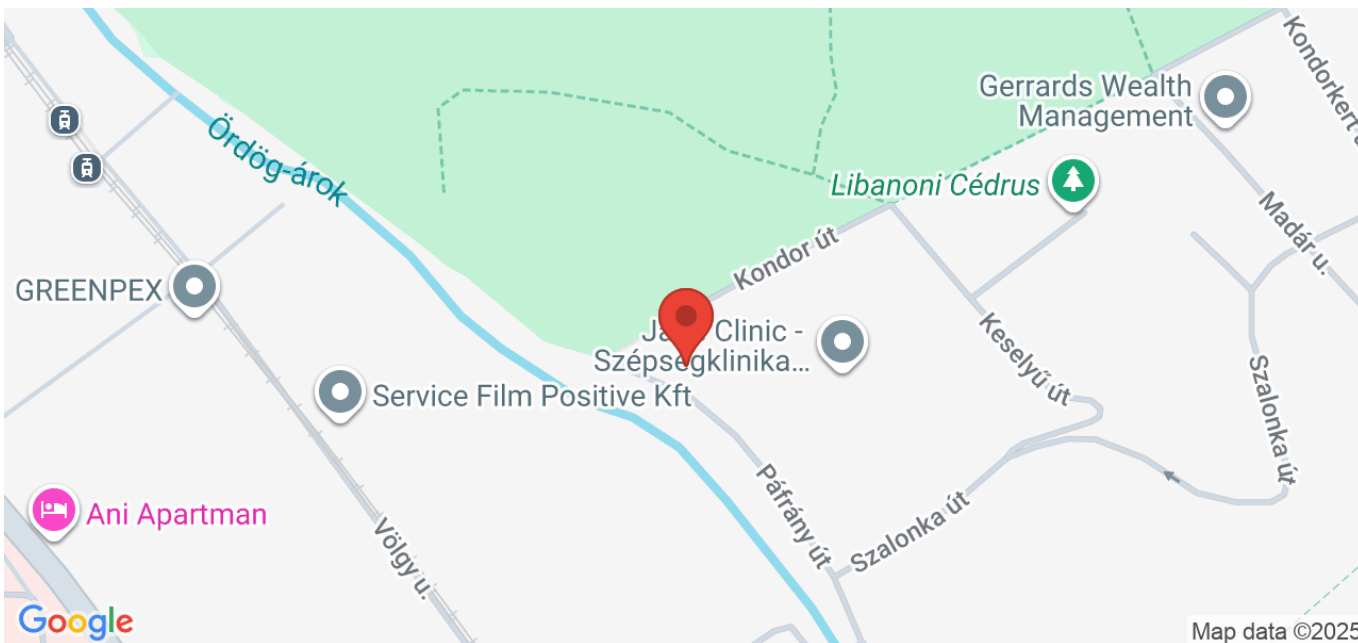 Kondorkert u.
Gerrards Wealth
Management
Ördög-árok
Libanoni Cédrus
Madár u.
Kondor út
GREENPEX
Clinic -
Szépségklinika...
Keselyű út
Service Film Positive Kft
Szalonka út
Páfrány út
Ani Apartman
Szalonka út
Völgy u.
Google
Map data ©2025